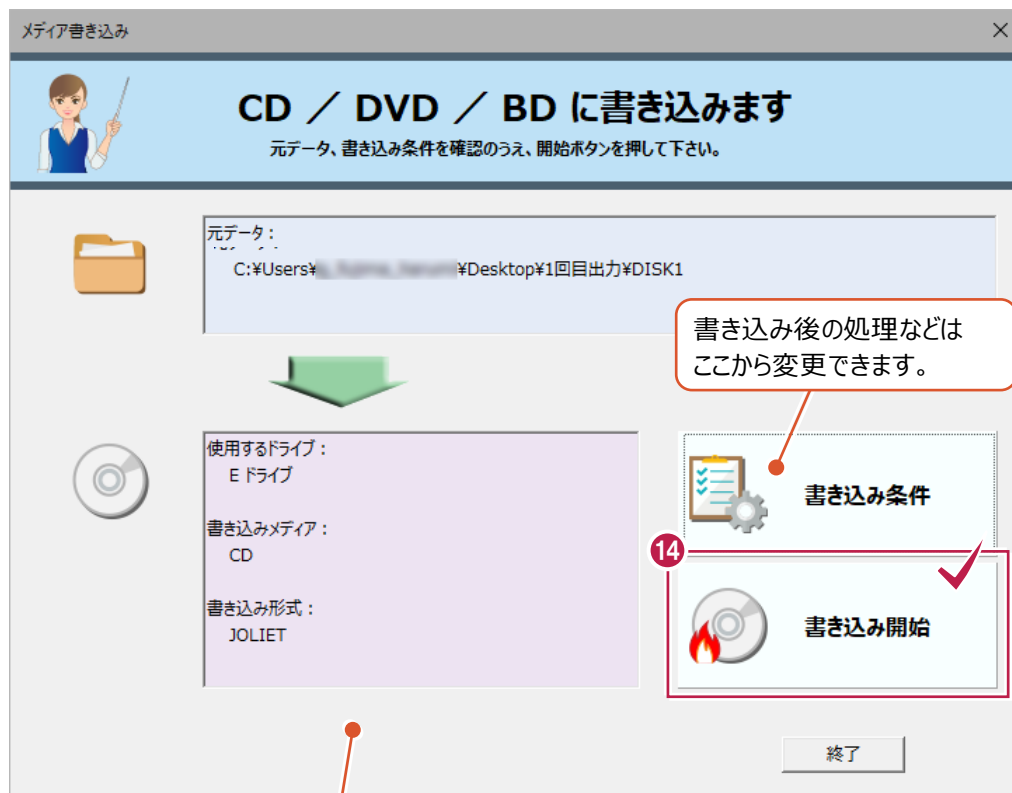 メディア書き込み
CD ／ DVD ／ BD に書き込みます
元データ、書き込み条件を確認のうえ、開始ボタンを押して下さい。
元データ：
C:¥Users¥ ¥Desktop¥1回目出力¥DISK1
書き込み後の処理などは
ここから変更できます。
使用するドライブ：
E ドライブ
書き込みメディア：
CD
書き込み形式：
JOLIET
書き込み条件
14
書き込み開始
終了